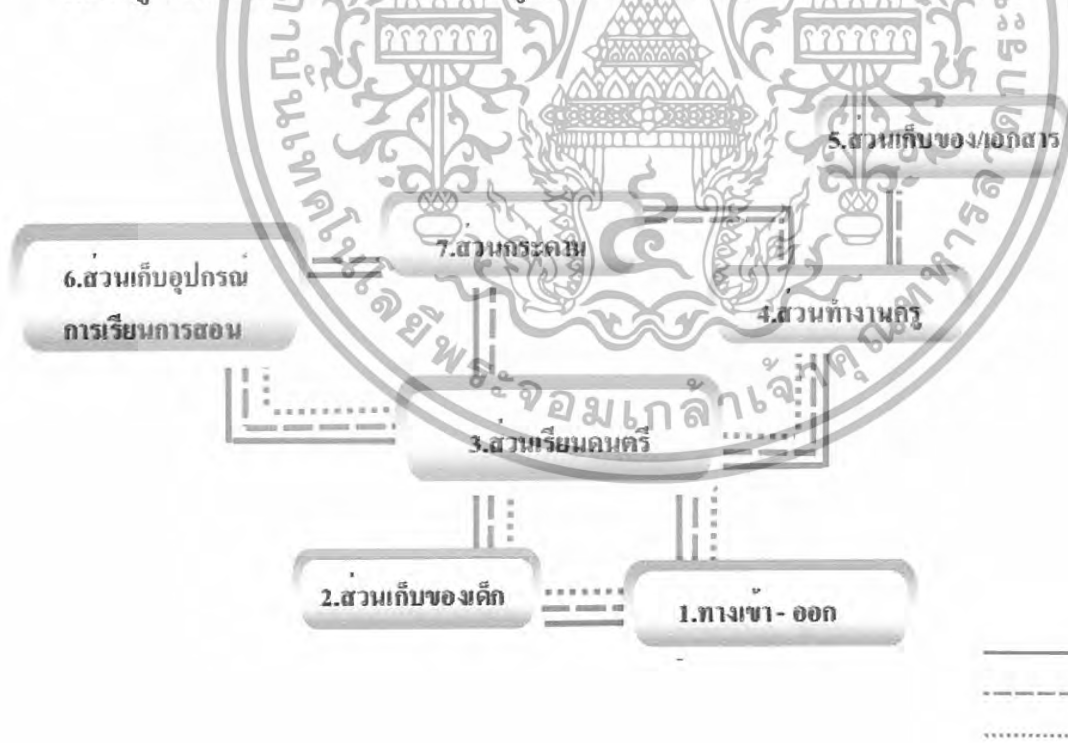 5.ส่วนเก็บของ/เอกสาร
7.ส่วนกระดาน
6.ส่วนเก็บอุปกรณ์
การเรียนการสอน
4.ส่วนทำงานครู
3.ส่วนเรียนดนตรี
2.ส่วนเก็บของเด็ก
1.ทางเข้า - ออก